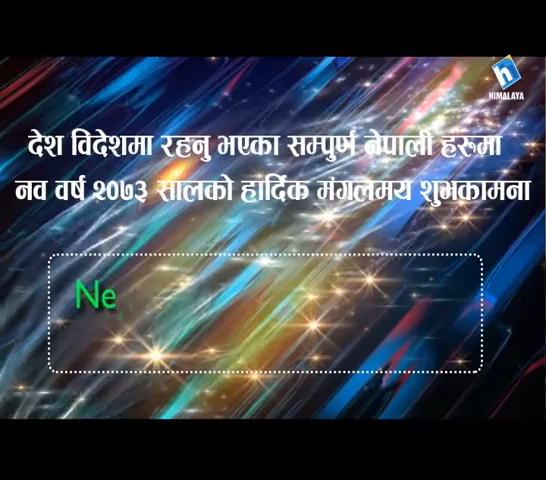 HIMALAYA
देश विदेशमा रहनु भएका सम्पुर्ण नेपाली हरुमा
नव वर्ष २०७३ सालको हार्दिक मंगलमय शुभकामना
Ne